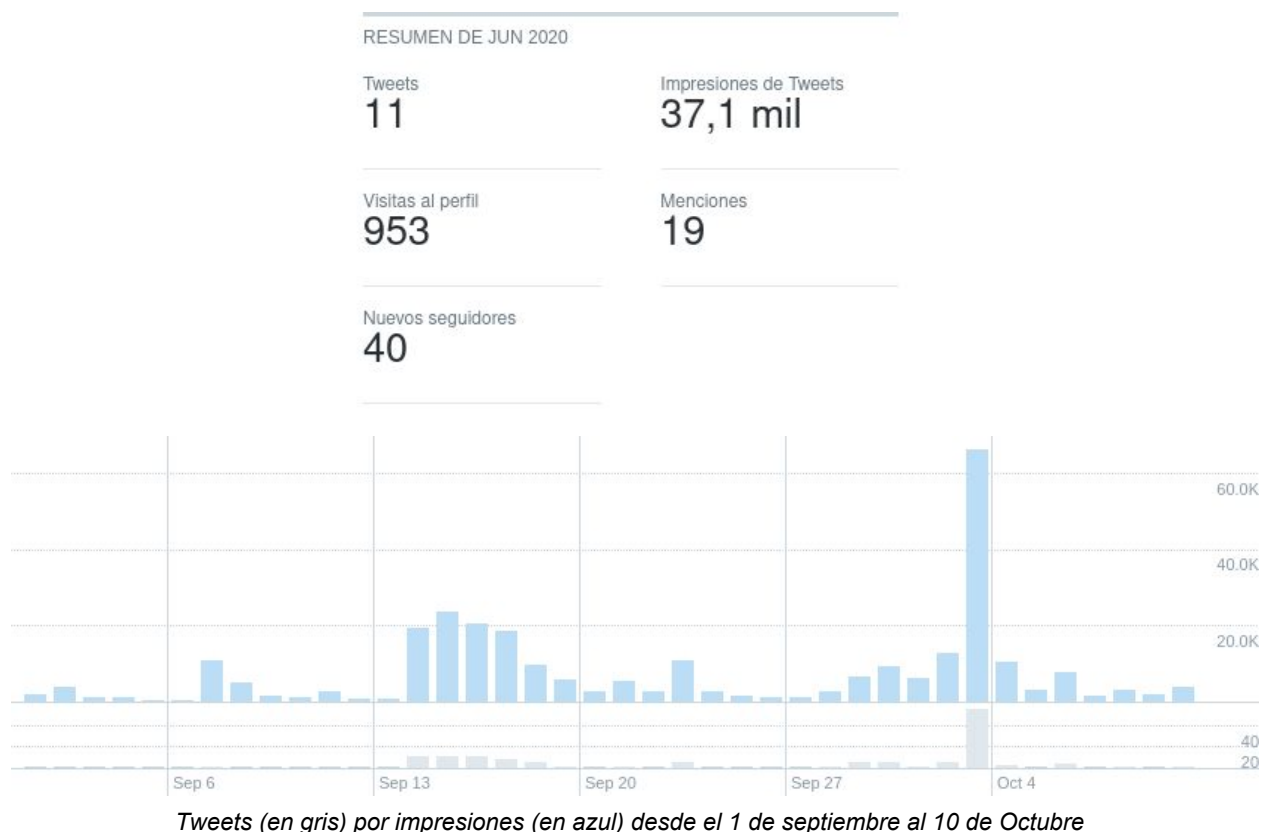 RESUMEN DE JUN 2020
Tweets
11
Impresiones de Tweets
37,1 mil
Visitas al perfil
953
Menciones
19
Nuevos seguidores
40
60.0K
40.0K
20.0K
40
20
Sep 6
Sep 13
Sep 20
Sep 27
Oct 4
Tweets (en gris) por impresiones (en azul) desde el 1 de septiembre al 10 de Octubre